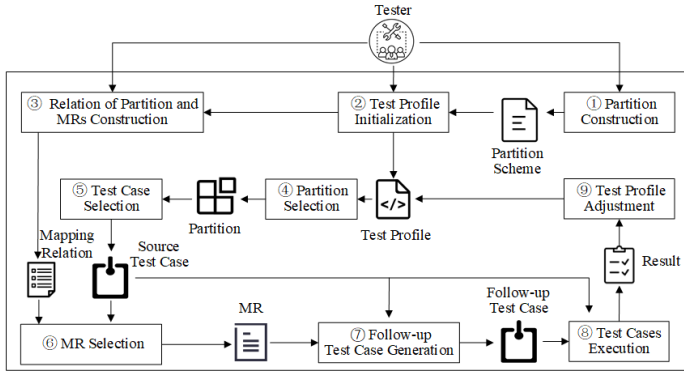 Tester
③ Relation of Partition and
MRs Construction
② Test Profile
Initialization
① Partition
Construction
Partition
Scheme
⑤ Test Case
Selection
Partition
④ Partition
Selection
</>
Test Profile
⑨ Test Profile
Adjustment
Mapping
Relation
Source
Test Case
MR
Follow-up
Test Case
Result
⑥ MR Selection
⑦ Follow-up
Test Case Generation
⑧ Test Cases
Execution